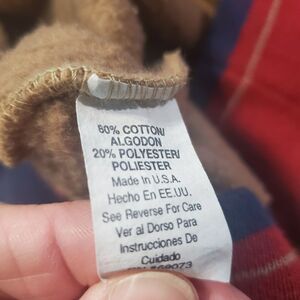 80% COTTON/
ALGODON
20% POLYESTER/
POLIESTER
Made In U.S.A.
Hecho En EE.UU.
See Reverse For Care
Ver al Dorso Para
Instrucciones De
Cuidado